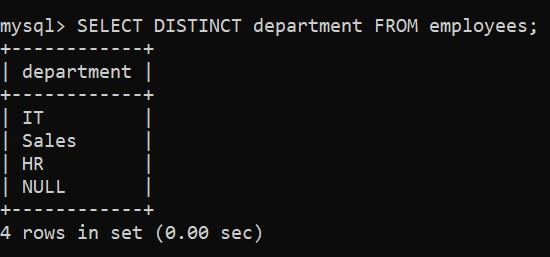 mysql> SELECT DISTINCT department FROM employees;
+------------+
| department |
+------------+
| IT         |
| Sales      |
| HR         |
| NULL       |
+------------+
4 rows in set (0.00 sec)